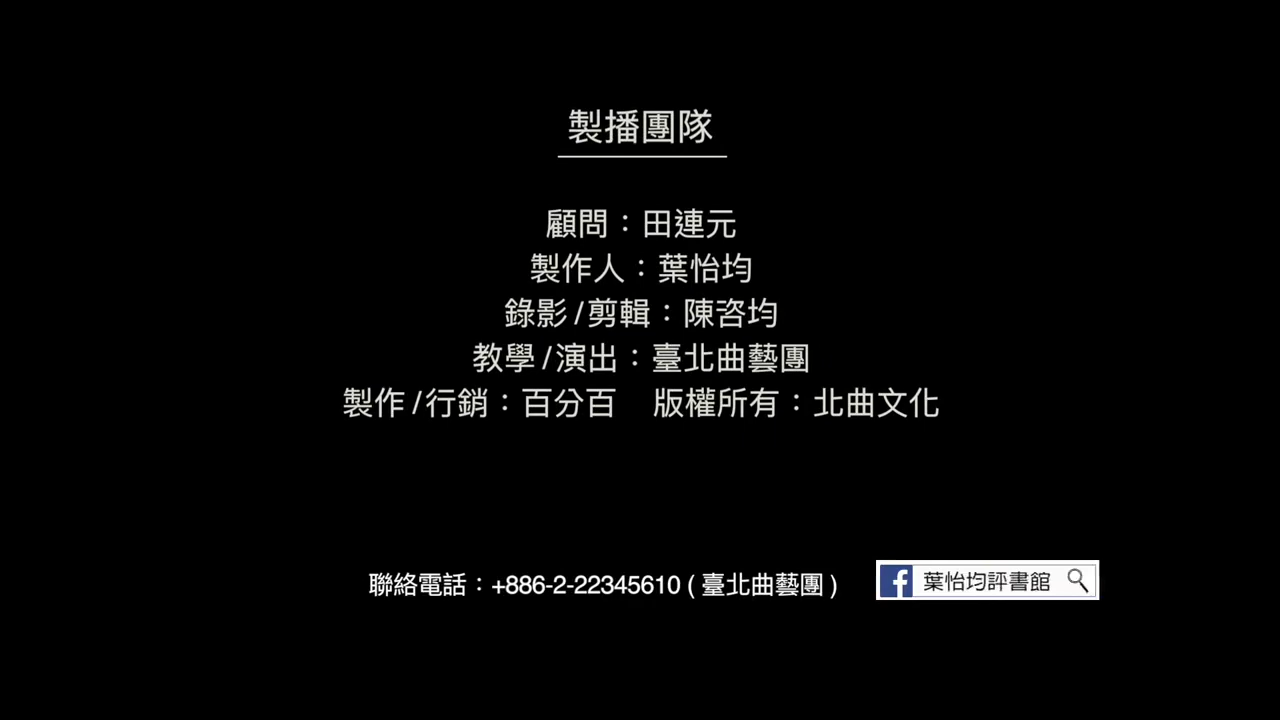 製播團隊
顧問：田連元
製作人：葉怡均
錄影/剪輯：陳咨均
教學/演出：臺北曲藝團
製作/行銷：百分百　版權所有：北曲文化
聯絡電話：+886-2-22345610 ( 臺北曲藝團 )
葉怡均評書館